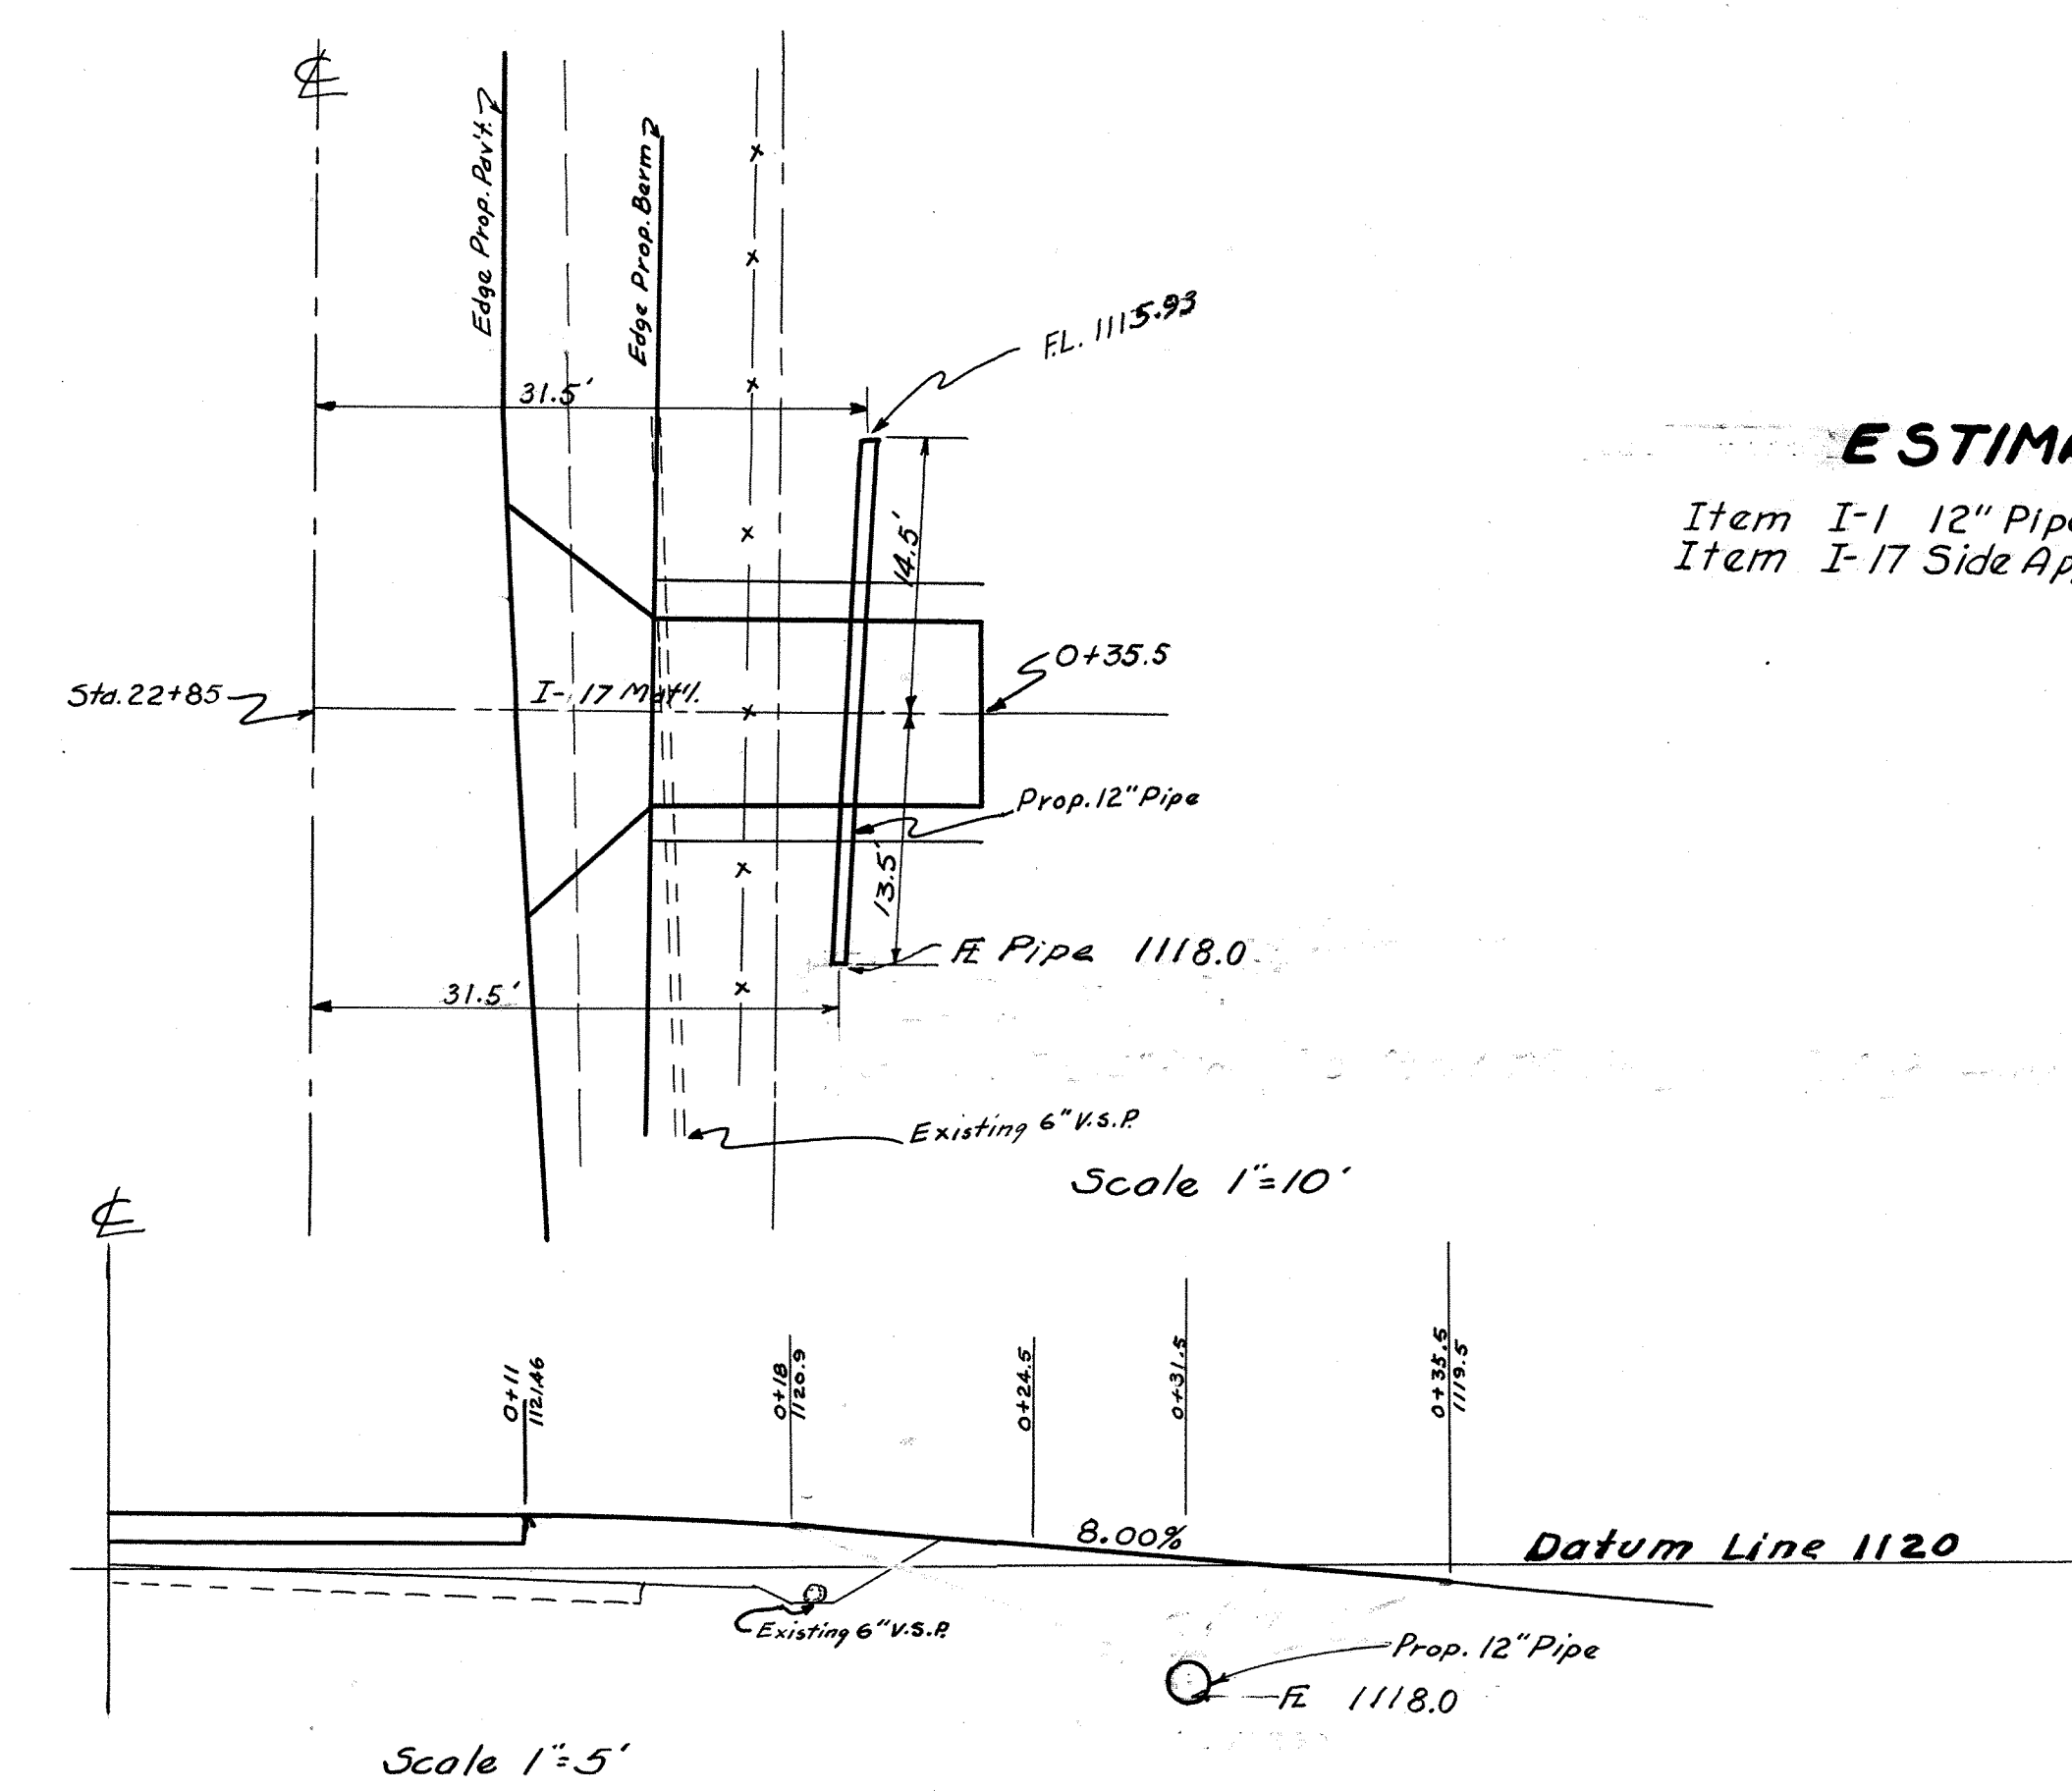 ℄
Edge Prop. Pav't.
Edge Prop. Berm
31.5'
F.L. 1115.93
ESTIMA
Item I-1 12" Pipe
Item I-17 Side Ap
14.5'
0+35.5
Sta. 22+85
I-17 Mat'l.
Prop. 12" Pipe
13.5'
FL Pipe 1118.0
31.5'
Existing 6" V.S.P.
Scale 1"=10'
℄
0+11
1121.46
0+18
1120.9
0+24.5
0+31.5
0+35.5
1119.5
8.00%
Datum Line 1120
Existing 6" V.S.P.
Prop. 12" Pipe
FL 1118.0
Scale 1"=5'